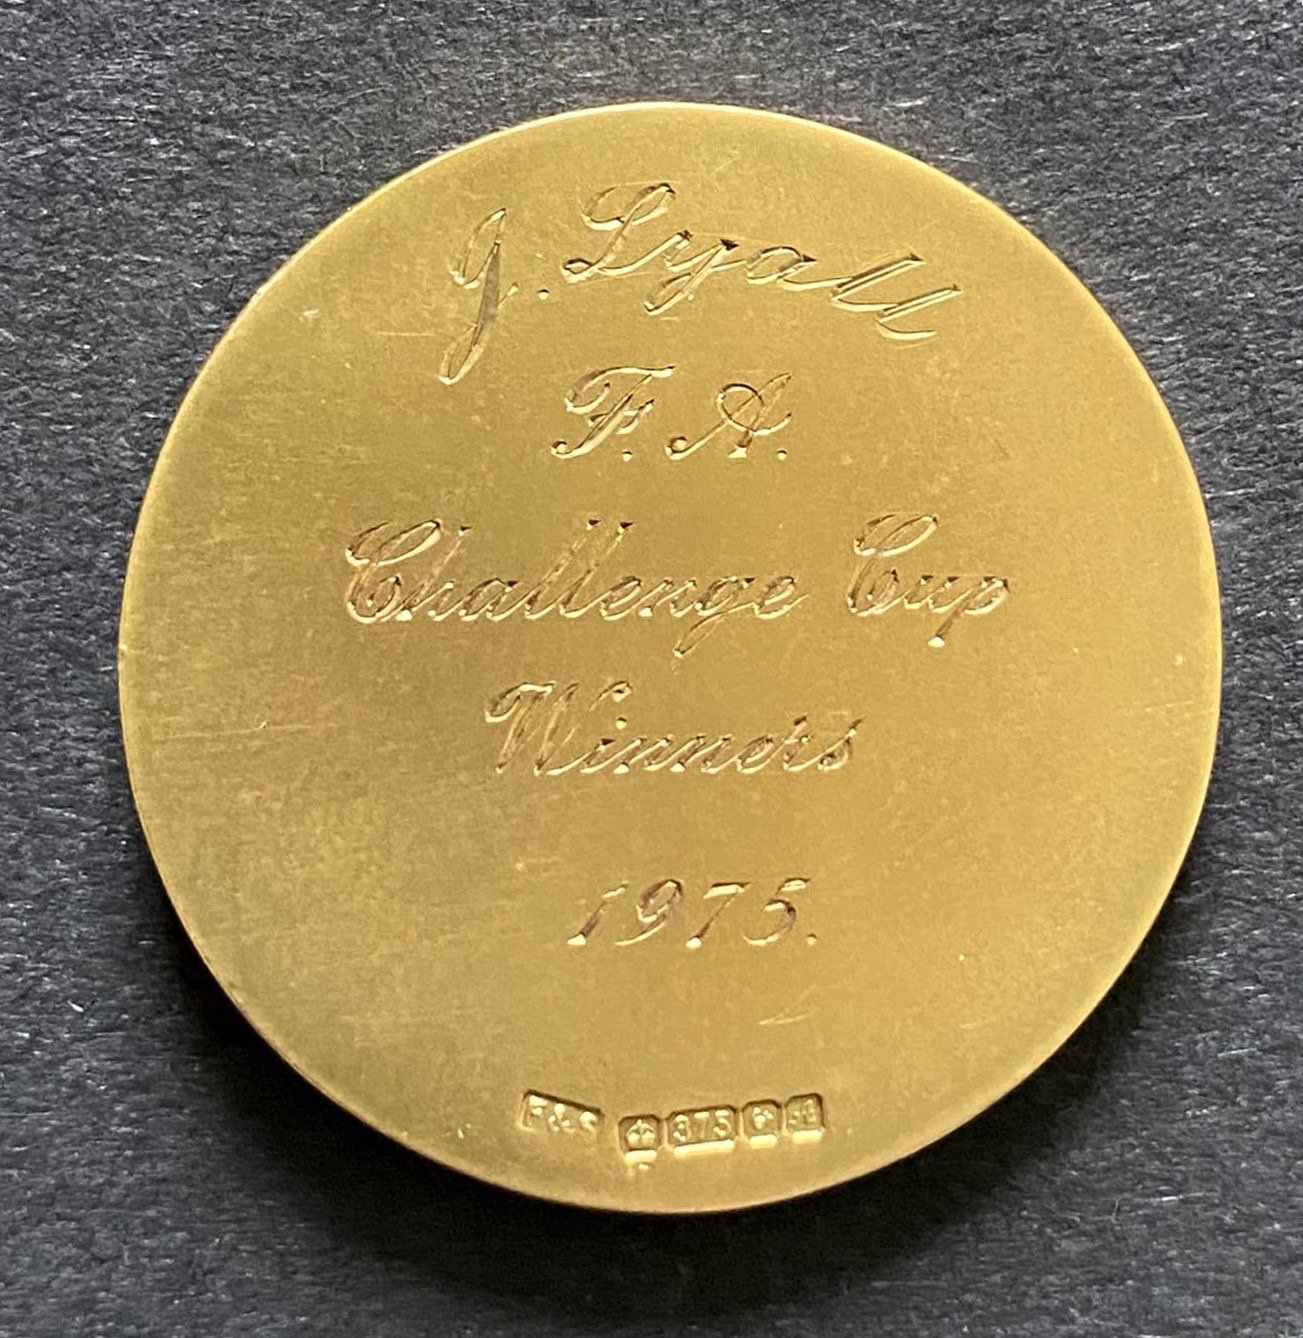 J. Lyall
F. A.
Challenge Cup
Winners
1975.
375